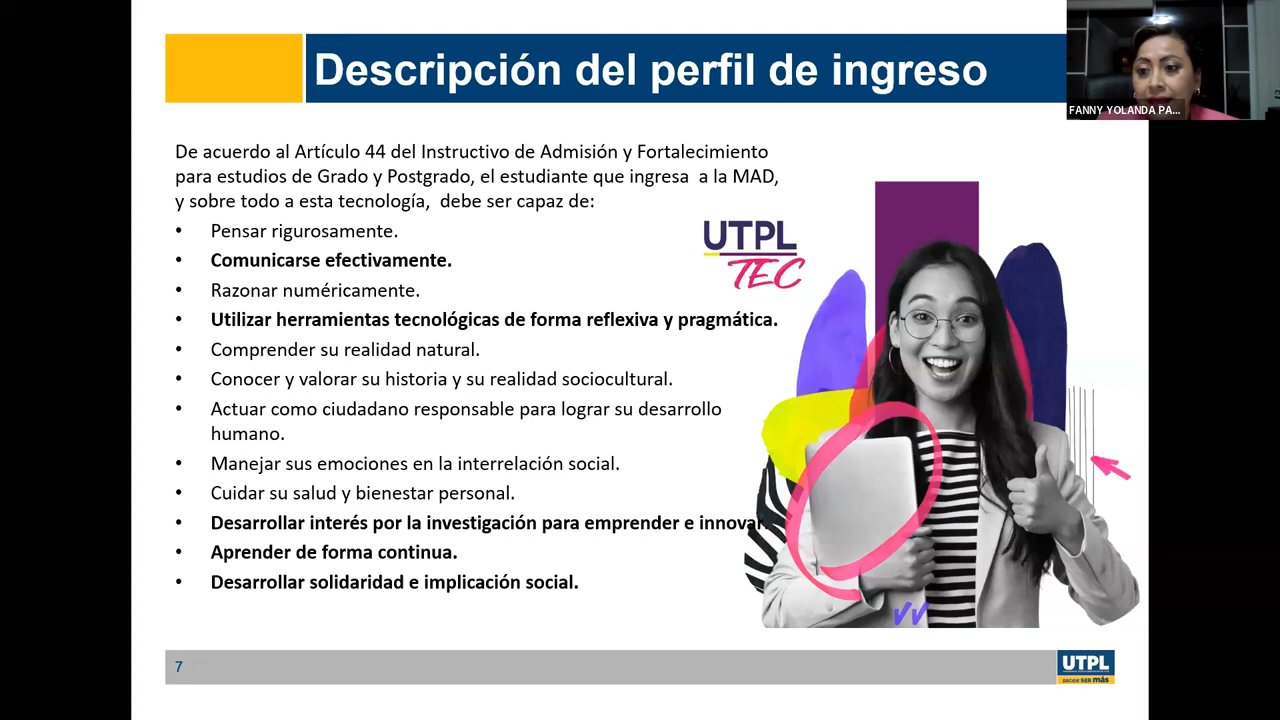 Descripción del perfil de ingreso
FANNY YOLANDA PA...
De acuerdo al Artículo 44 del Instructivo de Admisión y Fortalecimiento
para estudios de Grado y Postgrado, el estudiante que ingresa a la MAD,
y sobre todo a esta tecnología, debe ser capaz de:
• Pensar rigurosamente.
• Comunicarse efectivamente.
• Razonar numéricamente.
• Utilizar herramientas tecnológicas de forma reflexiva y pragmática.
• Comprender su realidad natural.
• Conocer y valorar su historia y su realidad sociocultural.
• Actuar como ciudadano responsable para lograr su desarrollo
humano.
• Manejar sus emociones en la interrelación social.
• Cuidar su salud y bienestar personal.
• Desarrollar interés por la investigación para emprender e innovar.
• Aprender de forma continua.
• Desarrollar solidaridad e implicación social.
UTPL
TEC
7
UTPL
DECIDE SER más